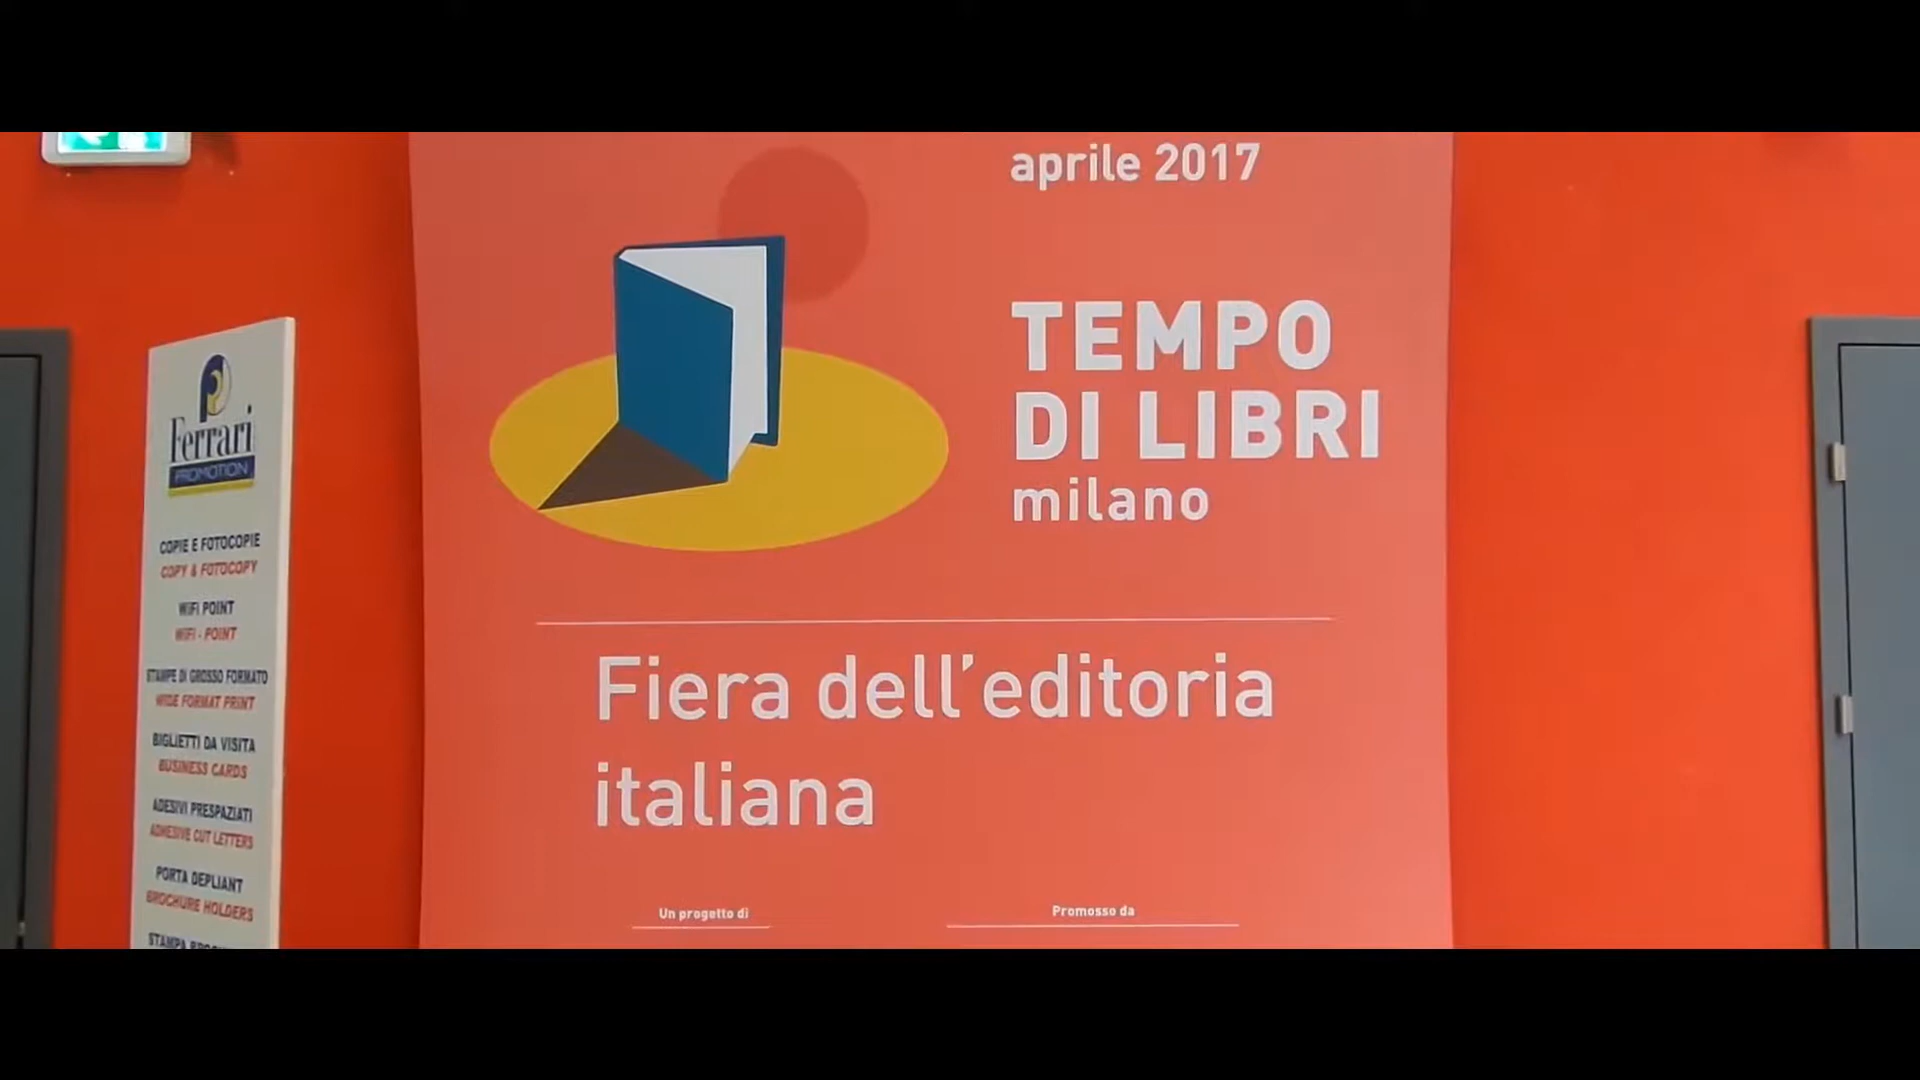 aprile 2017
TEMPO
DI LIBRI
milano
Fiera dell'editoria
italiana
Un progetto di
Promosso da
Ferrari
PROMOTION
COPIE E FOTOCOPIE
COPY & FOTOCOPY
WIFI POINT
WIFI - POINT
STAMPE DI GROSSO FORMATO
WIDE FORMAT PRINT
BIGLIETTI DA VISITA
BUSINESS CARDS
ADESIVI PRESPAZIATI
ADHESIVE CUT LETTERS
PORTA DEPLIANT
BROCHURE HOLDERS
STAMPA